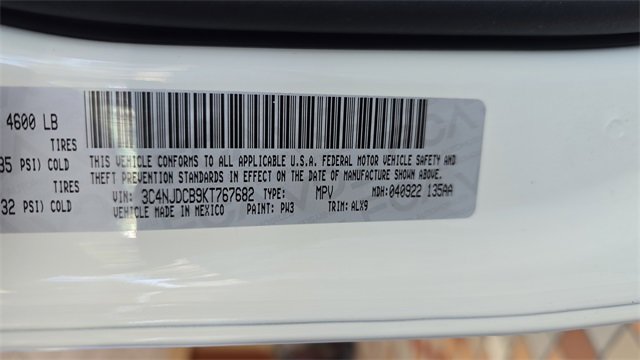 4600 LB
TIRES
35 PSI) COLD
TIRES
32 PSI) COLD
THIS VEHICLE CONFORMS TO ALL APPLICABLE U.S.A. FEDERAL MOTOR VEHICLE SAFETY AND
THEFT PREVENTION STANDARDS IN EFFECT ON THE DATE OF MANUFACTURE SHOWN ABOVE.
VIN: 3C4NJDCB9KT767682 TYPE: MPV MDH: 040922 135AA
VEHICLE MADE IN MEXICO PAINT: PW3 TRIM: ALX9